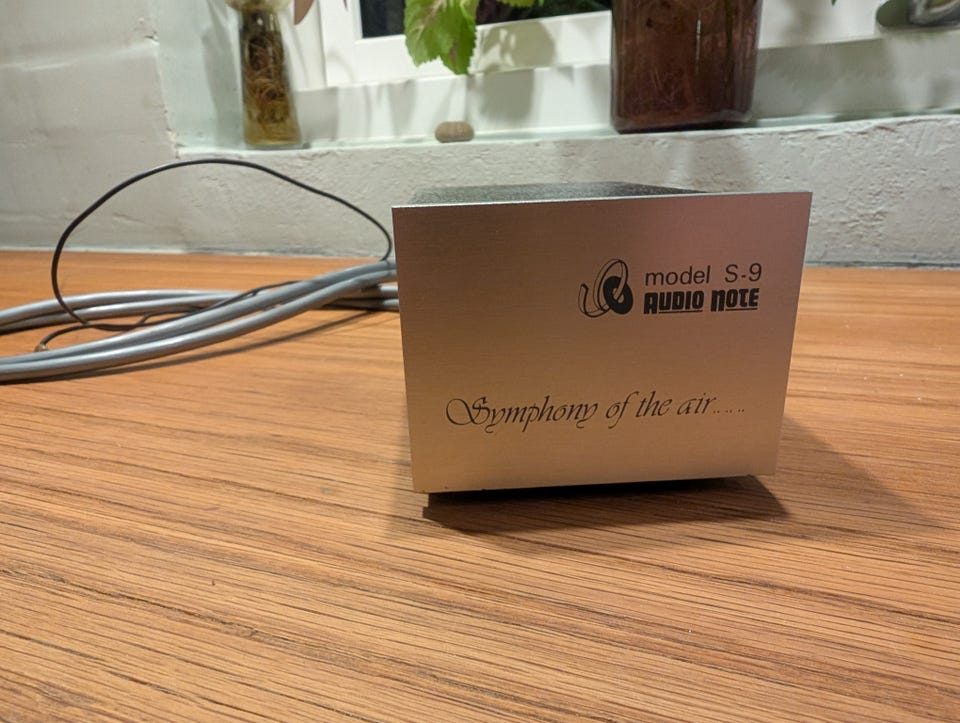 model S-9
AUDIO NOTE
Symphony of the air.....